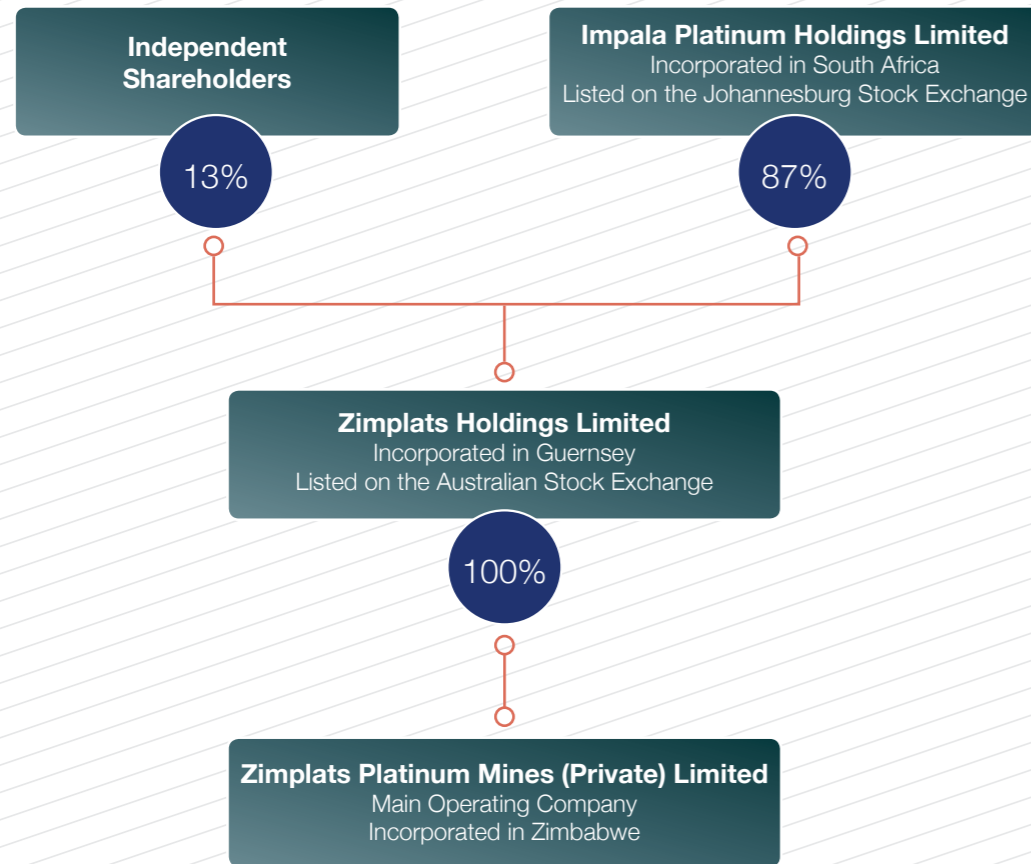 Independent
Shareholders
Impala Platinum Holdings Limited
Incorporated in South Africa
Listed on the Johannesburg Stock Exchange
13%
87%
Zimplats Holdings Limited
Incorporated in Guernsey
Listed on the Australian Stock Exchange
100%
Zimplats Platinum Mines (Private) Limited
Main Operating Company
Incorporated in Zimbabwe